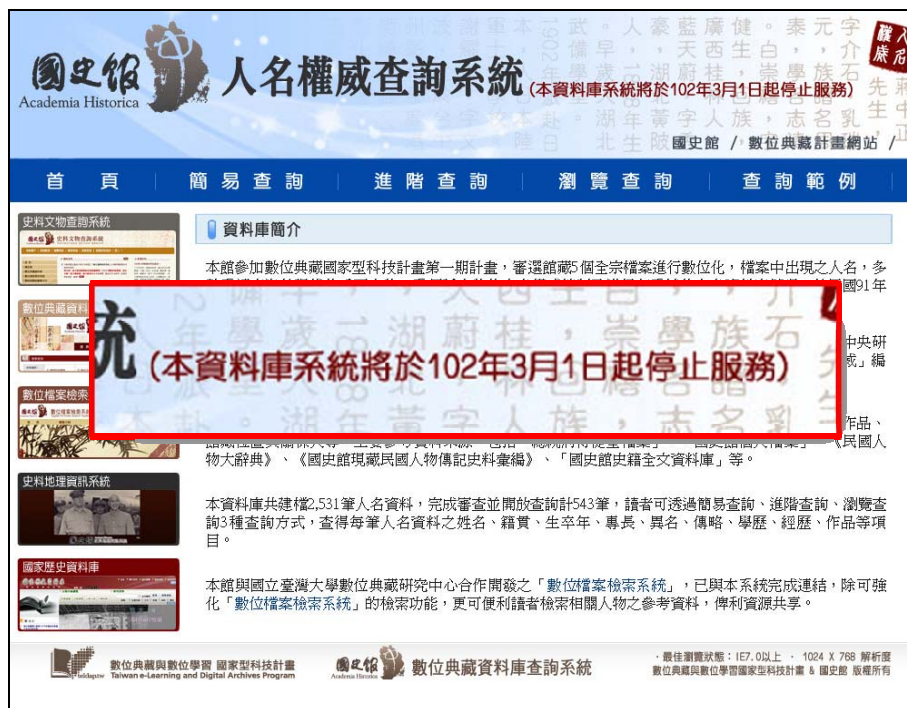 國史館
Academia Historica
人名權威查詢系統
(本資料庫系統將於102年3月1日起停止服務)
國史館 / 數位典藏計畫網站 /
首頁
簡易查詢
進階查詢
瀏覽查詢
查詢範例
史料文物查詢系統
資料庫簡介
本館參加數位典藏國家型科技計畫第一期計畫，審選館藏5個全宗檔案進行數位化，檔案中出現之人名，多
國91年
數位典藏資料
(本資料庫系統將於102年3月1日起停止服務)
中央研
編
數位檔案檢索
作品、
《民國人
物大辭典》、《國史館現藏民國人物傳記史料彙編》、「國史館史籍全文資料庫」等。
史料地理資訊系統
本資料庫共建檔2,531筆人名資料，完成審查並開放查詢計543筆，讀者可透過簡易查詢、進階查詢、瀏覽查
詢3種查詢方式，查得每筆人名資料之姓名、籍貫、生卒年、專長、異名、傳略、學歷、經歷、作品等項
目。
國家歷史資料庫
本館與國立臺灣大學數位典藏研究中心合作開發之「數位檔案檢索系統」，已與本系統完成連結，除可強
化「數位檔案檢索系統」的檢索功能，更可便利讀者檢索相關人物之參考資料，俾利資源共享。
數位典藏與數位學習 國家型科技計畫
Taiwan e-Learning and Digital Archives Program
國史館
Academia Historica
數位典藏資料庫查詢系統
．最佳瀏覽狀態：IE7.0以上 ． 1024 X 768 解析度
數位典藏與數位學習國家型科技計畫 & 國史館 版權所有